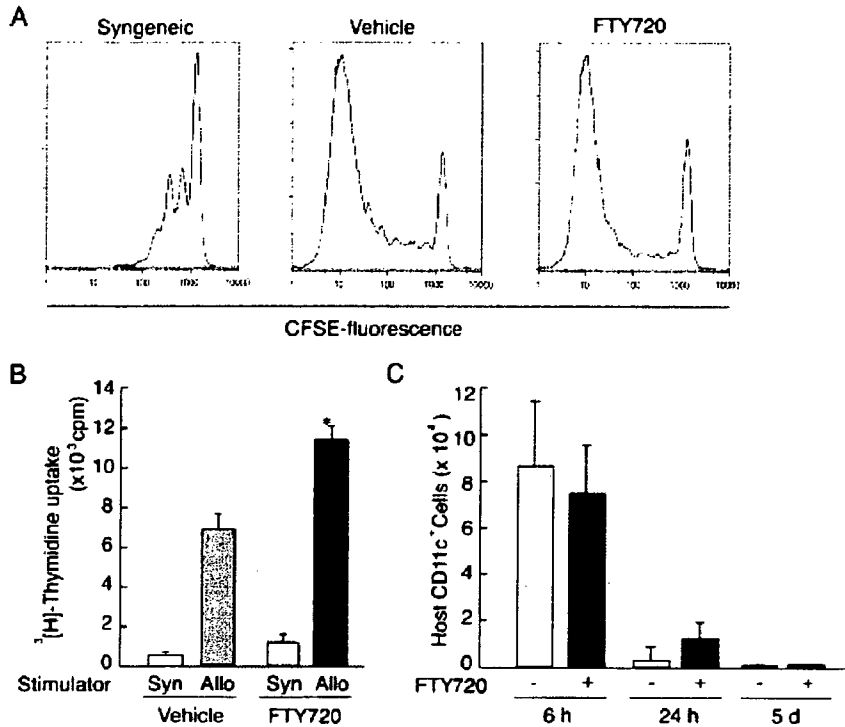 A
Syngeneic
Vehicle
FTY720
1 10 100 1000 10000
1 10 100 1000 10000
1 10 100 1000 10000
CFSE-fluorescence
B
³[H]-Thymidine uptake
(x10³cpm)
14
12
10
8
6
4
2
0
*
Stimulator Syn Allo Syn Allo
Vehicle FTY720
C
Host CD11c⁺Cells (x 10⁴)
12
10
8
6
4
2
0
FTY720 - + - + - +
6 h 24 h 5 d